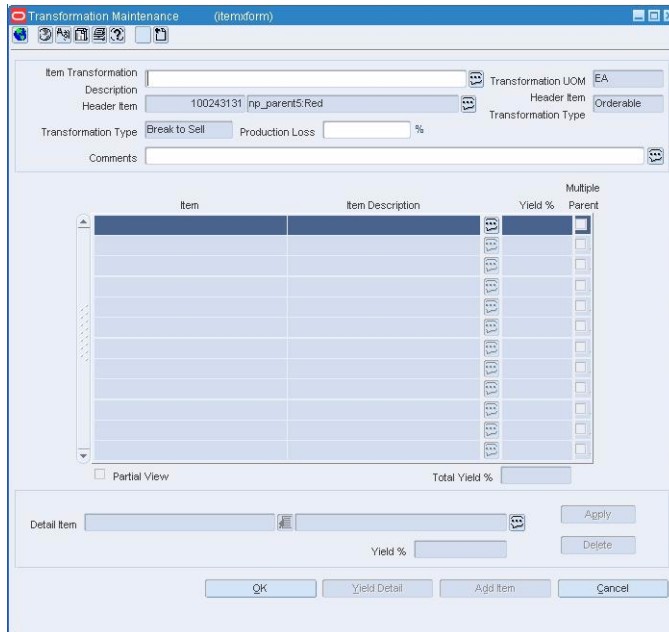 Transformation Maintenance (itemxform)
Item Transformation Description
Transformation UOM EA
Header Item 100243131 np_parent5:Red
Header Item Transformation Type Orderable
Transformation Type Break to Sell Production Loss %
Comments
Item Item Description Yield % Multiple Parent
Partial View Total Yield %
Detail Item Apply
Yield % Delete
OK Yield Detail Add Item Cancel